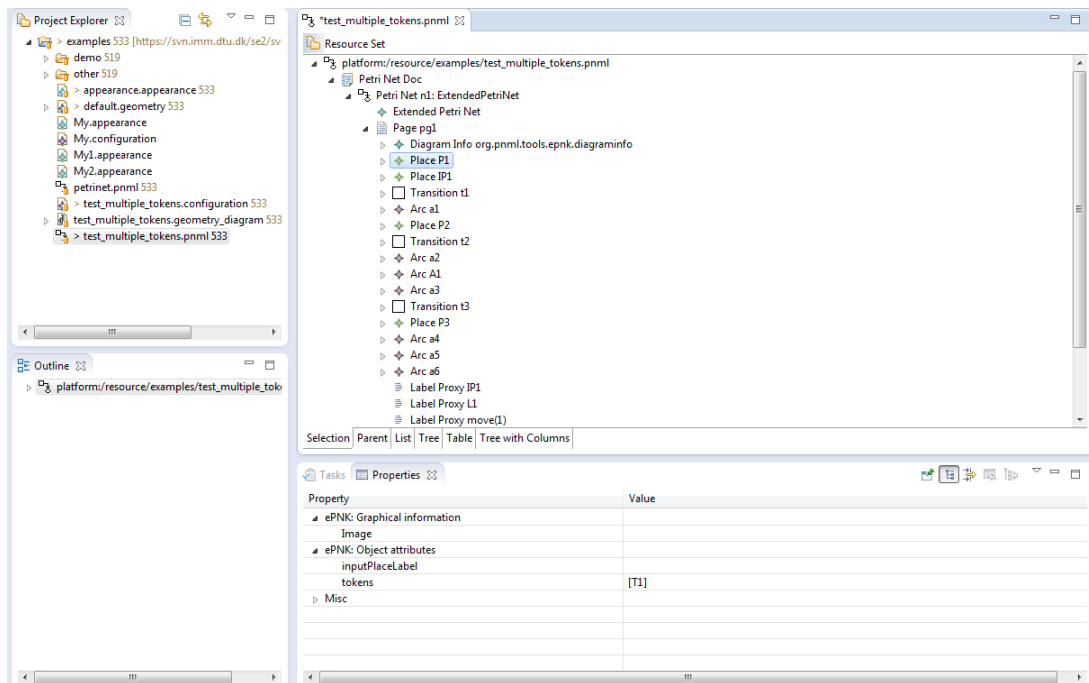 Project Explorer
> examples 533 [https://svn.imm.dtu.dk/se2/sv
demo 519
other 519
> appearance.appearance 533
> default.geometry 533
My.appearance
My.configuration
My1.appearance
My2.appearance
petrinet.pnml 533
> test_multiple_tokens.configuration 533
test_multiple_tokens.geometry_diagram 533
> test_multiple_tokens.pnml 533
Outline
platform:/resource/examples/test_multiple_toke
*test_multiple_tokens.pnml
Resource Set
platform:/resource/examples/test_multiple_tokens.pnml
Petri Net Doc
Petri Net n1: ExtendedPetriNet
Extended Petri Net
Page pg1
Diagram Info org.pnml.tools.epnk.diagraminfo
Place P1
Place IP1
Transition t1
Arc a1
Place P2
Transition t2
Arc a2
Arc A1
Arc a3
Transition t3
Place P3
Arc a4
Arc a5
Arc a6
Label Proxy IP1
Label Proxy L1
Label Proxy move(1)
Selection Parent List Tree Table Tree with Columns
Tasks Properties
Property Value
ePNK: Graphical information
Image
ePNK: Object attributes
inputPlaceLabel
tokens [T1]
Misc